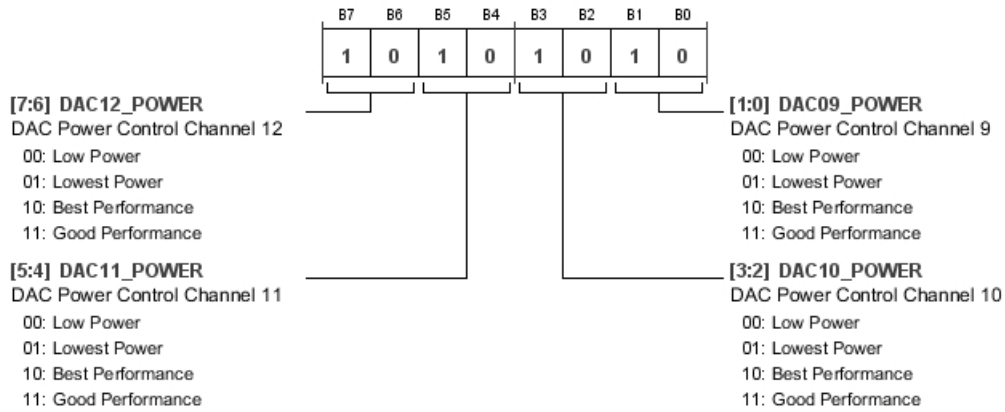 B7 B6 B5 B4 B3 B2 B1 B0
1 0 1 0 1 0 1 0
[7:6] DAC12_POWER
DAC Power Control Channel 12
00: Low Power
01: Lowest Power
10: Best Performance
11: Good Performance
[5:4] DAC11_POWER
DAC Power Control Channel 11
00: Low Power
01: Lowest Power
10: Best Performance
11: Good Performance
[1:0] DAC09_POWER
DAC Power Control Channel 9
00: Low Power
01: Lowest Power
10: Best Performance
11: Good Performance
[3:2] DAC10_POWER
DAC Power Control Channel 10
00: Low Power
01: Lowest Power
10: Best Performance
11: Good Performance